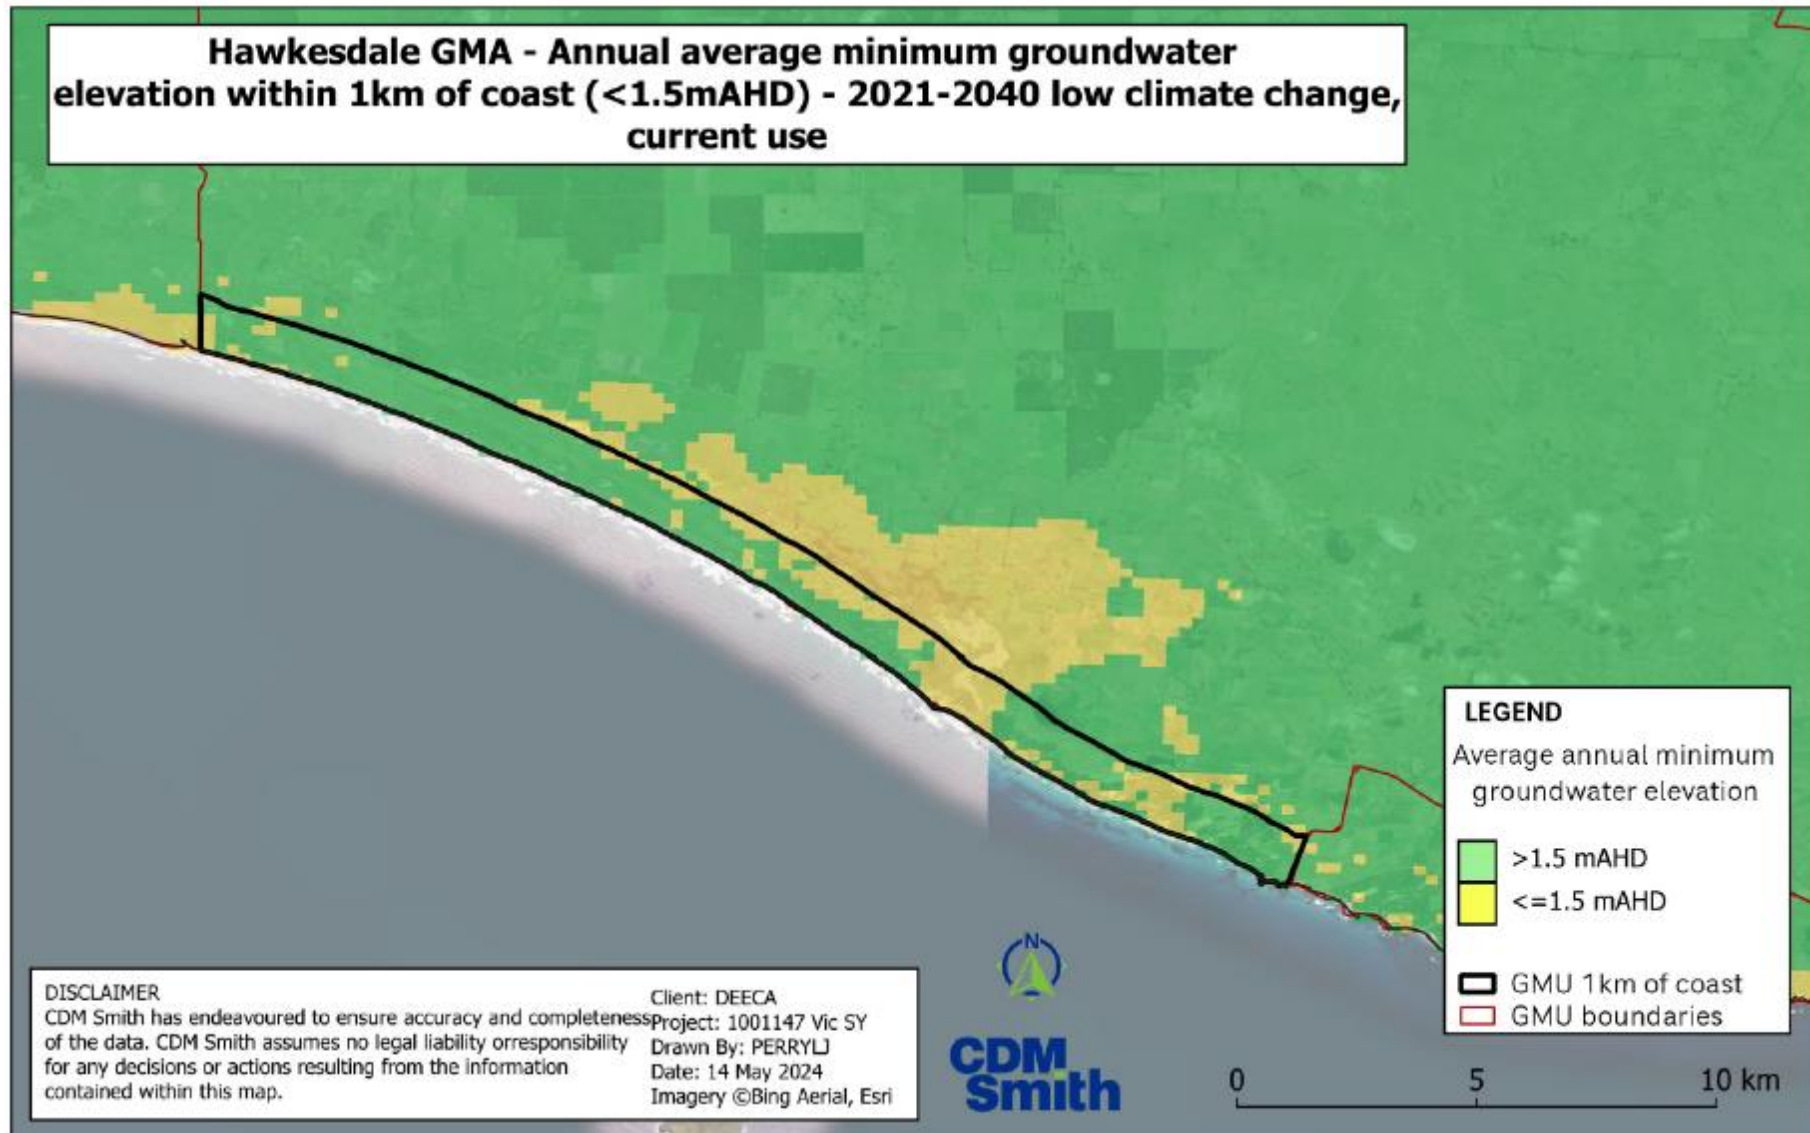 Hawkesdale GMA - Annual average minimum groundwater
elevation within 1km of coast (<1.5mAHD) - 2021-2040 low climate change,
current use
LEGEND
Average annual minimum
groundwater elevation
>1.5 mAHD
<=1.5 mAHD
GMU 1km of coast
GMU boundaries
DISCLAIMER
CDM Smith has endeavoured to ensure accuracy and completeness
of the data. CDM Smith assumes no legal liability orresponsibility
for any decisions or actions resulting from the information
contained within this map.
Client: DEECA
Project: 1001147 Vic SY
Drawn By: PERRYLJ
Date: 14 May 2024
Imagery ©Bing Aerial, Esri
N
CDM
Smith
0 5 10 km